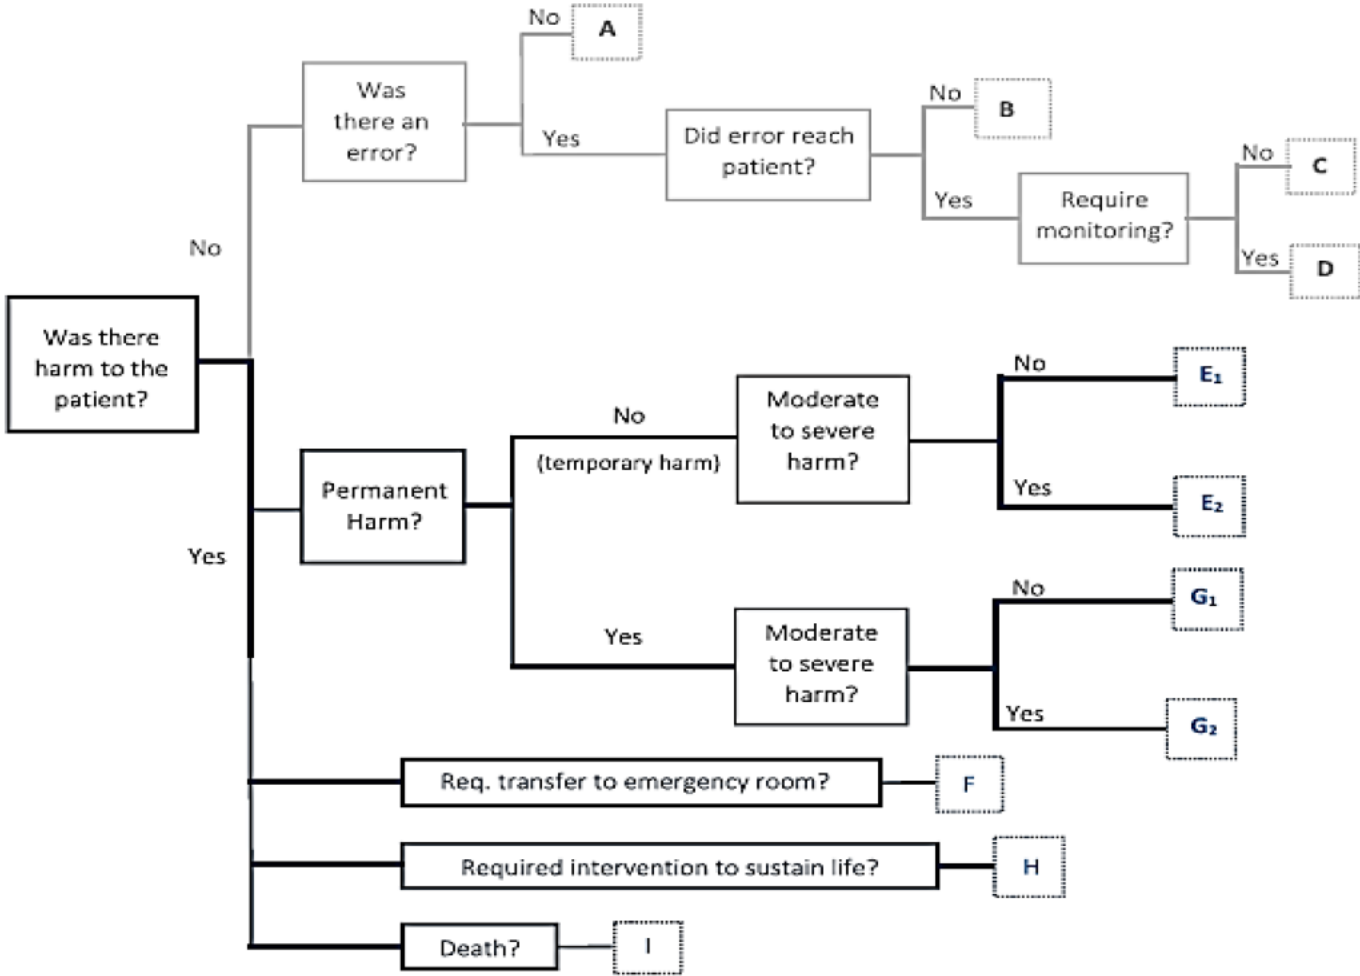 No
A
Was
there an
error?
Yes
Did error reach
patient?
No
B
Yes
Require
monitoring?
No
C
Yes
D
No
Was there
harm to the
patient?
Yes
Permanent
Harm?
No
(temporary harm)
Moderate
to severe
harm?
No
E1
Yes
E2
Yes
Moderate
to severe
harm?
No
G1
Yes
G2
Req. transfer to emergency room?
F
Required intervention to sustain life?
H
Death?
I